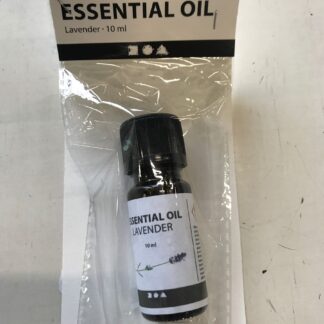 ESSENTIAL OIL
Lavender · 10 ml
ESSENTIAL OIL
LAVENDER
10 ml